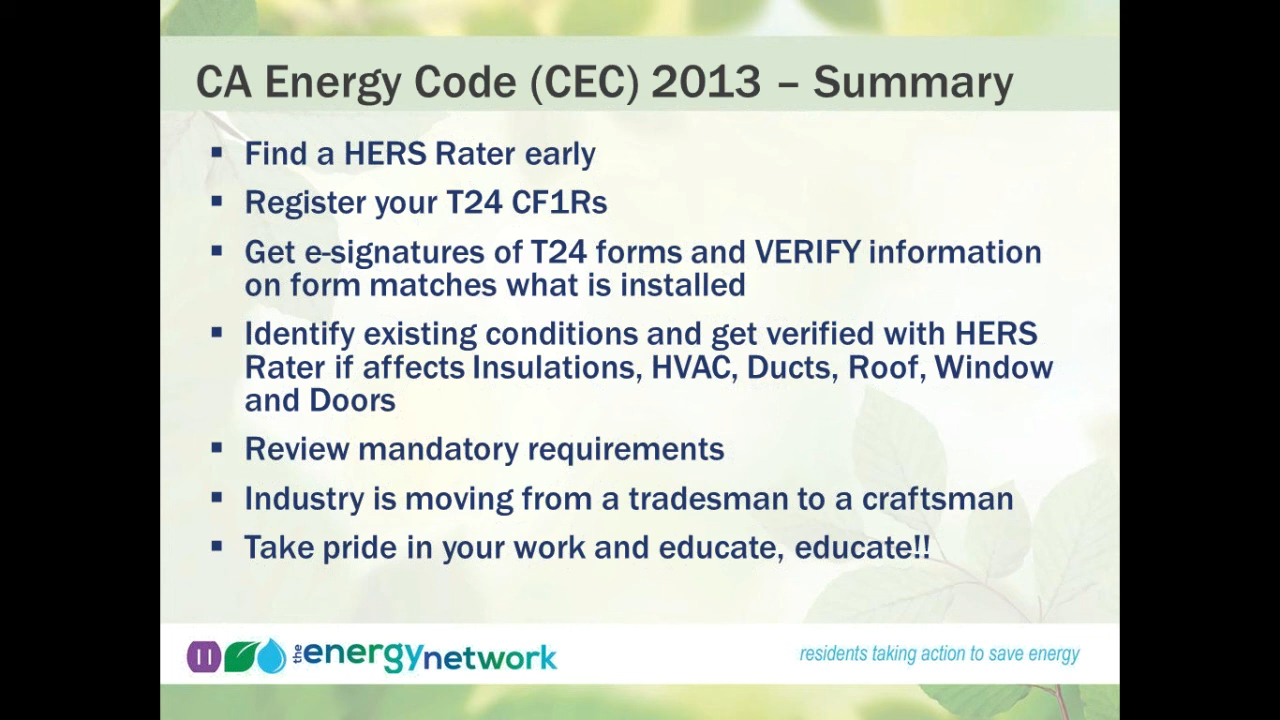 CA Energy Code (CEC) 2013 – Summary
▪ Find a HERS Rater early
▪ Register your T24 CF1Rs
▪ Get e-signatures of T24 forms and VERIFY information
on form matches what is installed
▪ Identify existing conditions and get verified with HERS
Rater if affects Insulations, HVAC, Ducts, Roof, Window
and Doors
▪ Review mandatory requirements
▪ Industry is moving from a tradesman to a craftsman
▪ Take pride in your work and educate, educate!!
the energynetwork
residents taking action to save energy